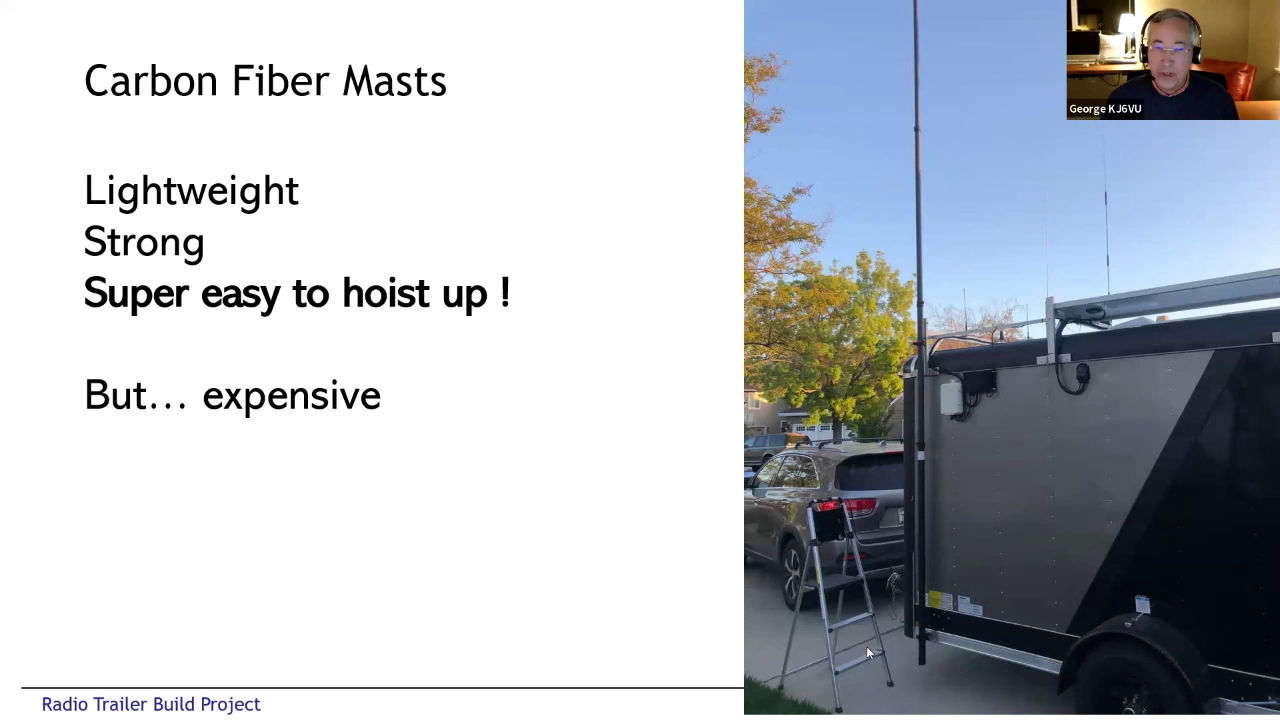 Carbon Fiber Masts
Lightweight
Strong
Super easy to hoist up !
But... expensive
Radio Trailer Build Project
George KJ6VU